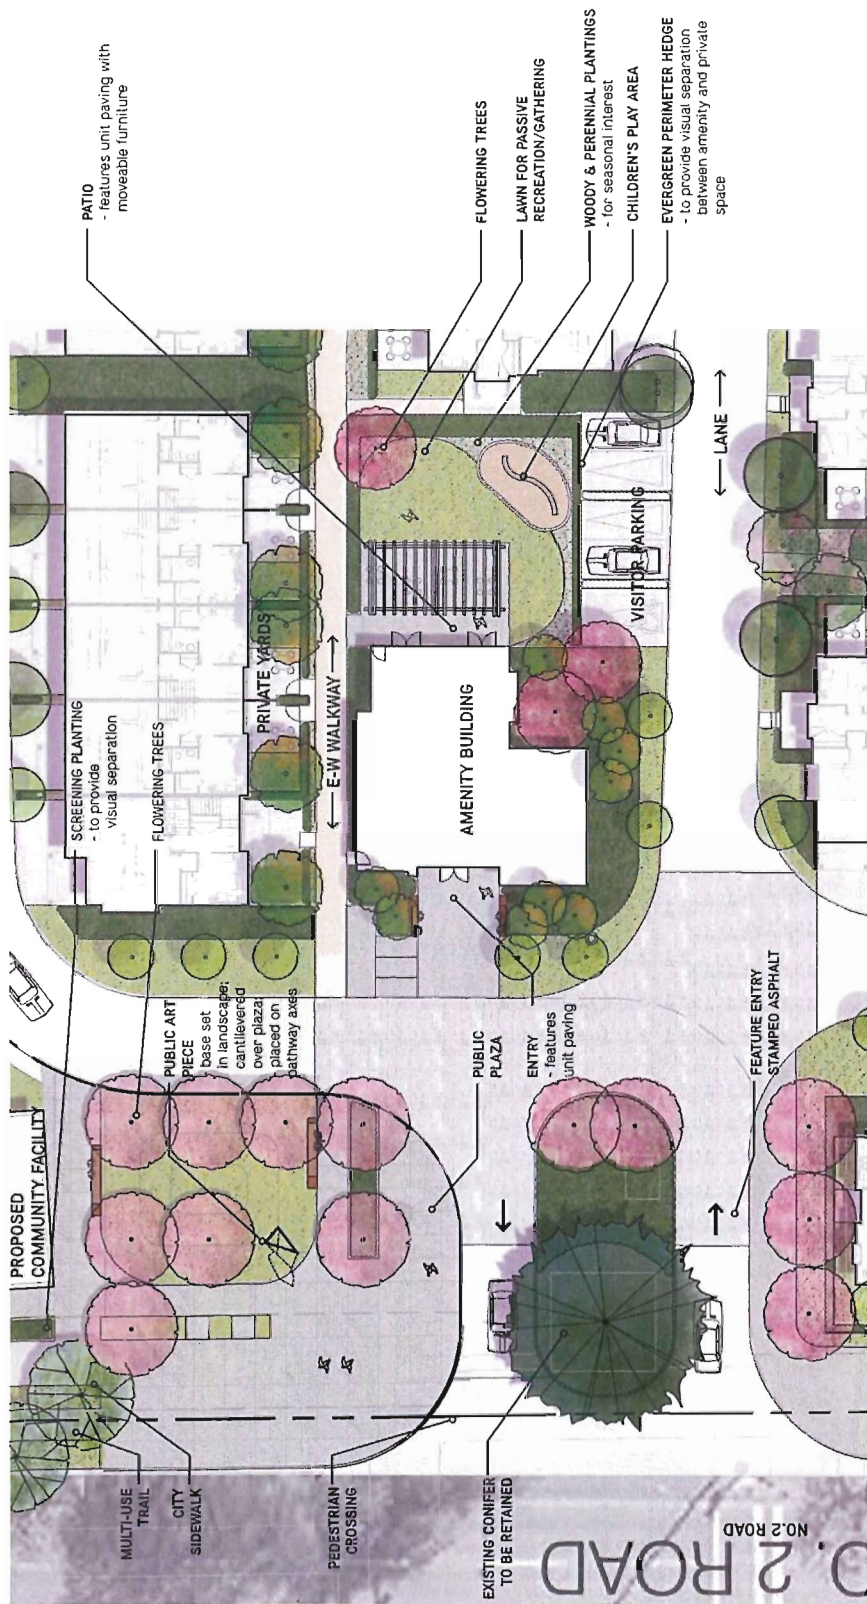 PATIO
- features unit paving with
moveable furniture
SCREENING PLANTING
- to provide
visual separation
FLOWERING TREES
FLOWERING TREES
LAWN FOR PASSIVE
RECREATION/GATHERING
WOODY & PERENNIAL PLANTINGS
- for seasonal interest
CHILDREN'S PLAY AREA
EVERGREEN PERIMETER HEDGE
- to provide visual separation
between amenity and private
space
PROPOSED
COMMUNITY FACILITY
PUBLIC ART
PIECE
base set
in landscape;
cantilevered
over plaza;
placed on
pathway axes
PRIVATE YARDS
E-W WALKWAY
AMENITY BUILDING
VISITOR PARKING
LANE
PUBLIC
PLAZA
ENTRY
- features
unit paving
FEATURE ENTRY
STAMPED ASPHALT
MULTI-USE
TRAIL
CITY
SIDEWALK
PEDESTRIAN
CROSSING
EXISTING CONIFER
TO BE RETAINED
NO.2 ROAD
O. 2 ROAD